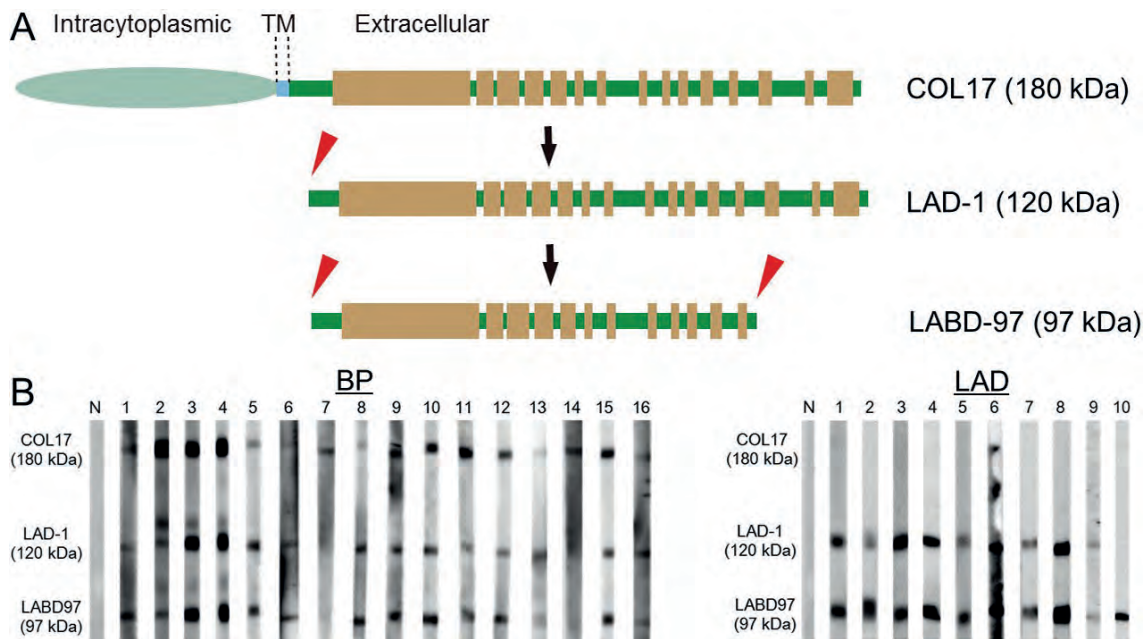 A
Intracytoplasmic TM Extracellular
COL17 (180 kDa)
LAD-1 (120 kDa)
LABD-97 (97 kDa)
B
BP
N 1 2 3 4 5 6 7 8 9 10 11 12 13 14 15 16
COL17
(180 kDa)
LAD-1
(120 kDa)
LABD97
(97 kDa)
LAD
N 1 2 3 4 5 6 7 8 9 10
COL17
(180 kDa)
LAD-1
(120 kDa)
LABD97
(97 kDa)